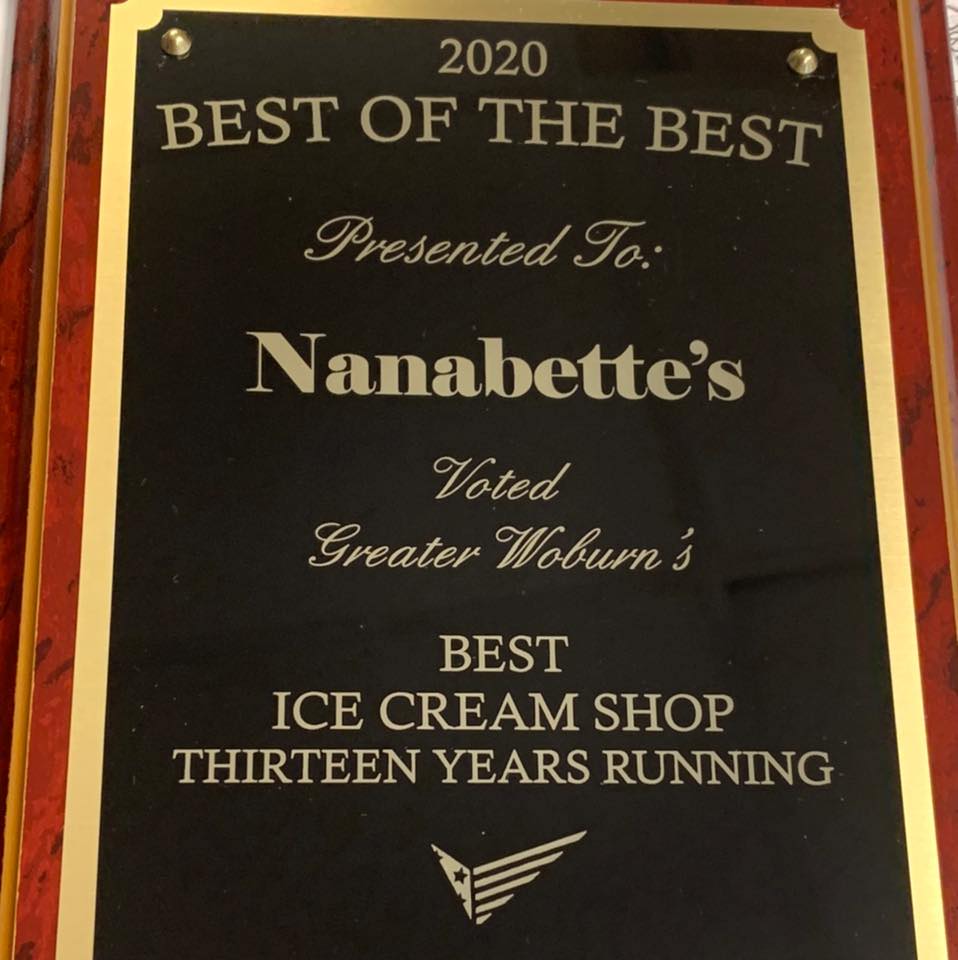 2020
BEST OF THE BEST
Presented To:
Nanabette's
Voted
Greater Woburn's
BEST
ICE CREAM SHOP
THIRTEEN YEARS RUNNING